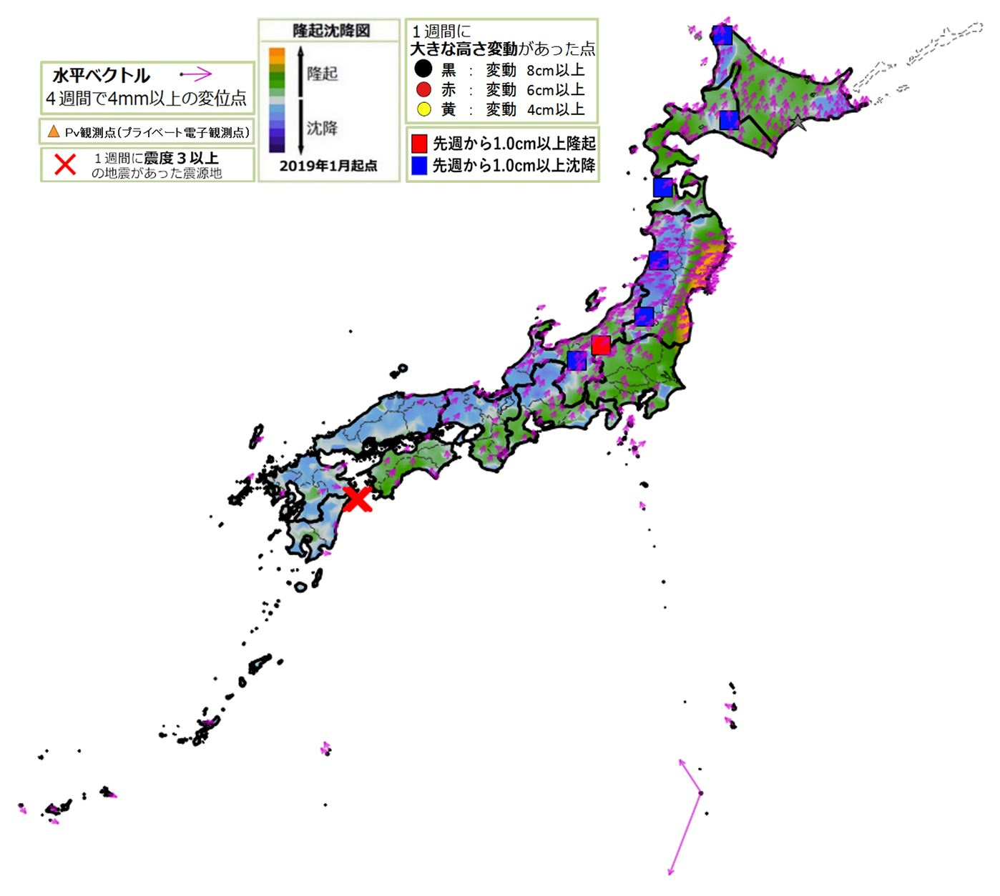 水平ベクトル
４週間で4mm以上の変位点
Pv観測点(プライベート電子観測点)
１週間に震度３以上
の地震があった震源地
隆起沈降図
隆起
沈降
2019年1月起点
１週間に
大きな高さ変動があった点
黒 ： 変動 8cm以上
赤 ： 変動 6cm以上
黄 ： 変動 4cm以上
先週から1.0cm以上隆起
先週から1.0cm以上沈降